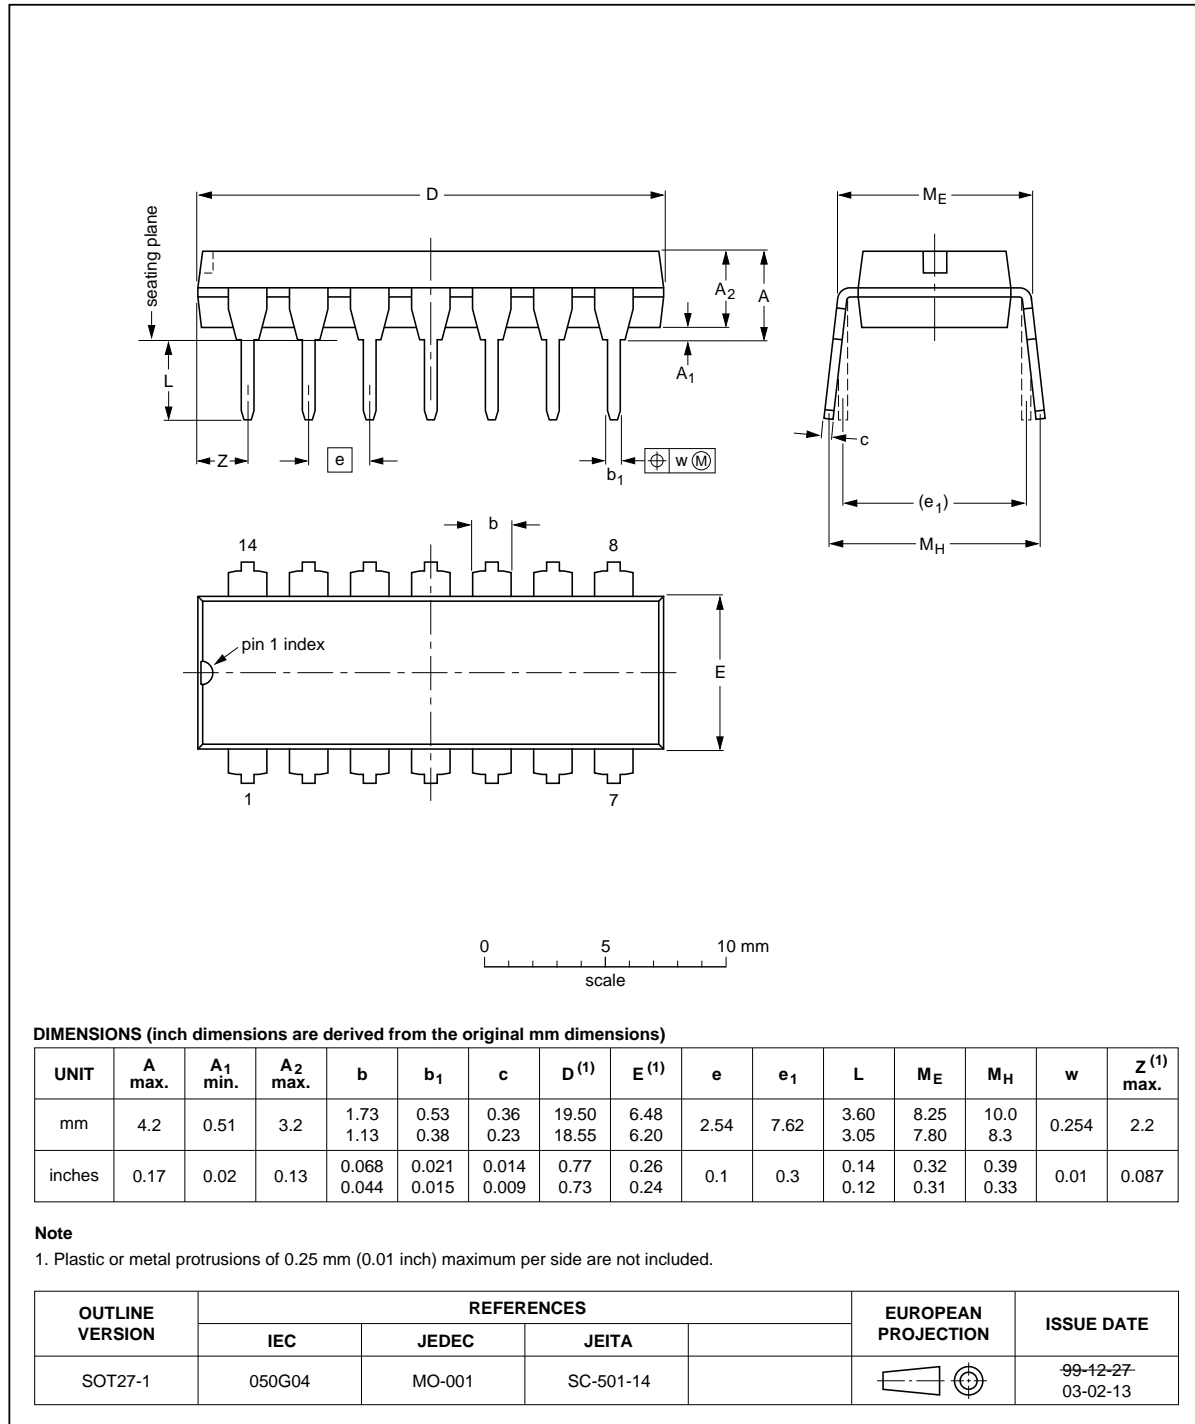 D
M E
seating plane
A 2
A
A 1
L
c
Z
e
b 1
w M
(e 1 )
M H
b
14
8
pin 1 index
E
1
7
0 5 10 mm
scale
DIMENSIONS (inch dimensions are derived from the original mm dimensions)
UNIT A max. A1 min. A2 max. b b1 c D (1) E (1) e e1 L ME MH w Z (1) max.
mm 4.2 0.51 3.2 1.73 1.13 0.53 0.38 0.36 0.23 19.50 18.55 6.48 6.20 2.54 7.62 3.60 3.05 8.25 7.80 10.0 8.3 0.254 2.2
inches 0.17 0.02 0.13 0.068 0.044 0.021 0.015 0.014 0.009 0.77 0.73 0.26 0.24 0.1 0.3 0.14 0.12 0.32 0.31 0.39 0.33 0.01 0.087
Note
1. Plastic or metal protrusions of 0.25 mm (0.01 inch) maximum per side are not included.
OUTLINE VERSION REFERENCES EUROPEAN PROJECTION ISSUE DATE
IEC JEDEC JEITA
SOT27-1 050G04 MO-001 SC-501-14 99-12-27
03-02-13